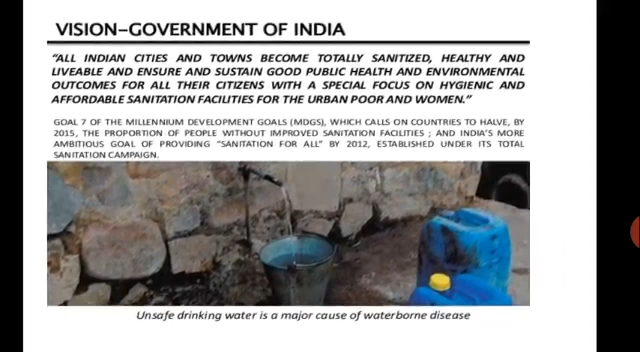 VISION–GOVERNMENT OF INDIA
“ALL INDIAN CITIES AND TOWNS BECOME TOTALLY SANITIZED, HEALTHY AND
LIVEABLE AND ENSURE AND SUSTAIN GOOD PUBLIC HEALTH AND ENVIRONMENTAL
OUTCOMES FOR ALL THEIR CITIZENS WITH A SPECIAL FOCUS ON HYGIENIC AND
AFFORDABLE SANITATION FACILITIES FOR THE URBAN POOR AND WOMEN.”
GOAL 7 OF THE MILLENNIUM DEVELOPMENT GOALS (MDGS), WHICH CALLS ON COUNTRIES TO HALVE, BY
2015, THE PROPORTION OF PEOPLE WITHOUT IMPROVED SANITATION FACILITIES ; AND INDIA’S MORE
AMBITIOUS GOAL OF PROVIDING “SANITATION FOR ALL” BY 2012, ESTABLISHED UNDER ITS TOTAL
SANITATION CAMPAIGN.
Unsafe drinking water is a major cause of waterborne disease